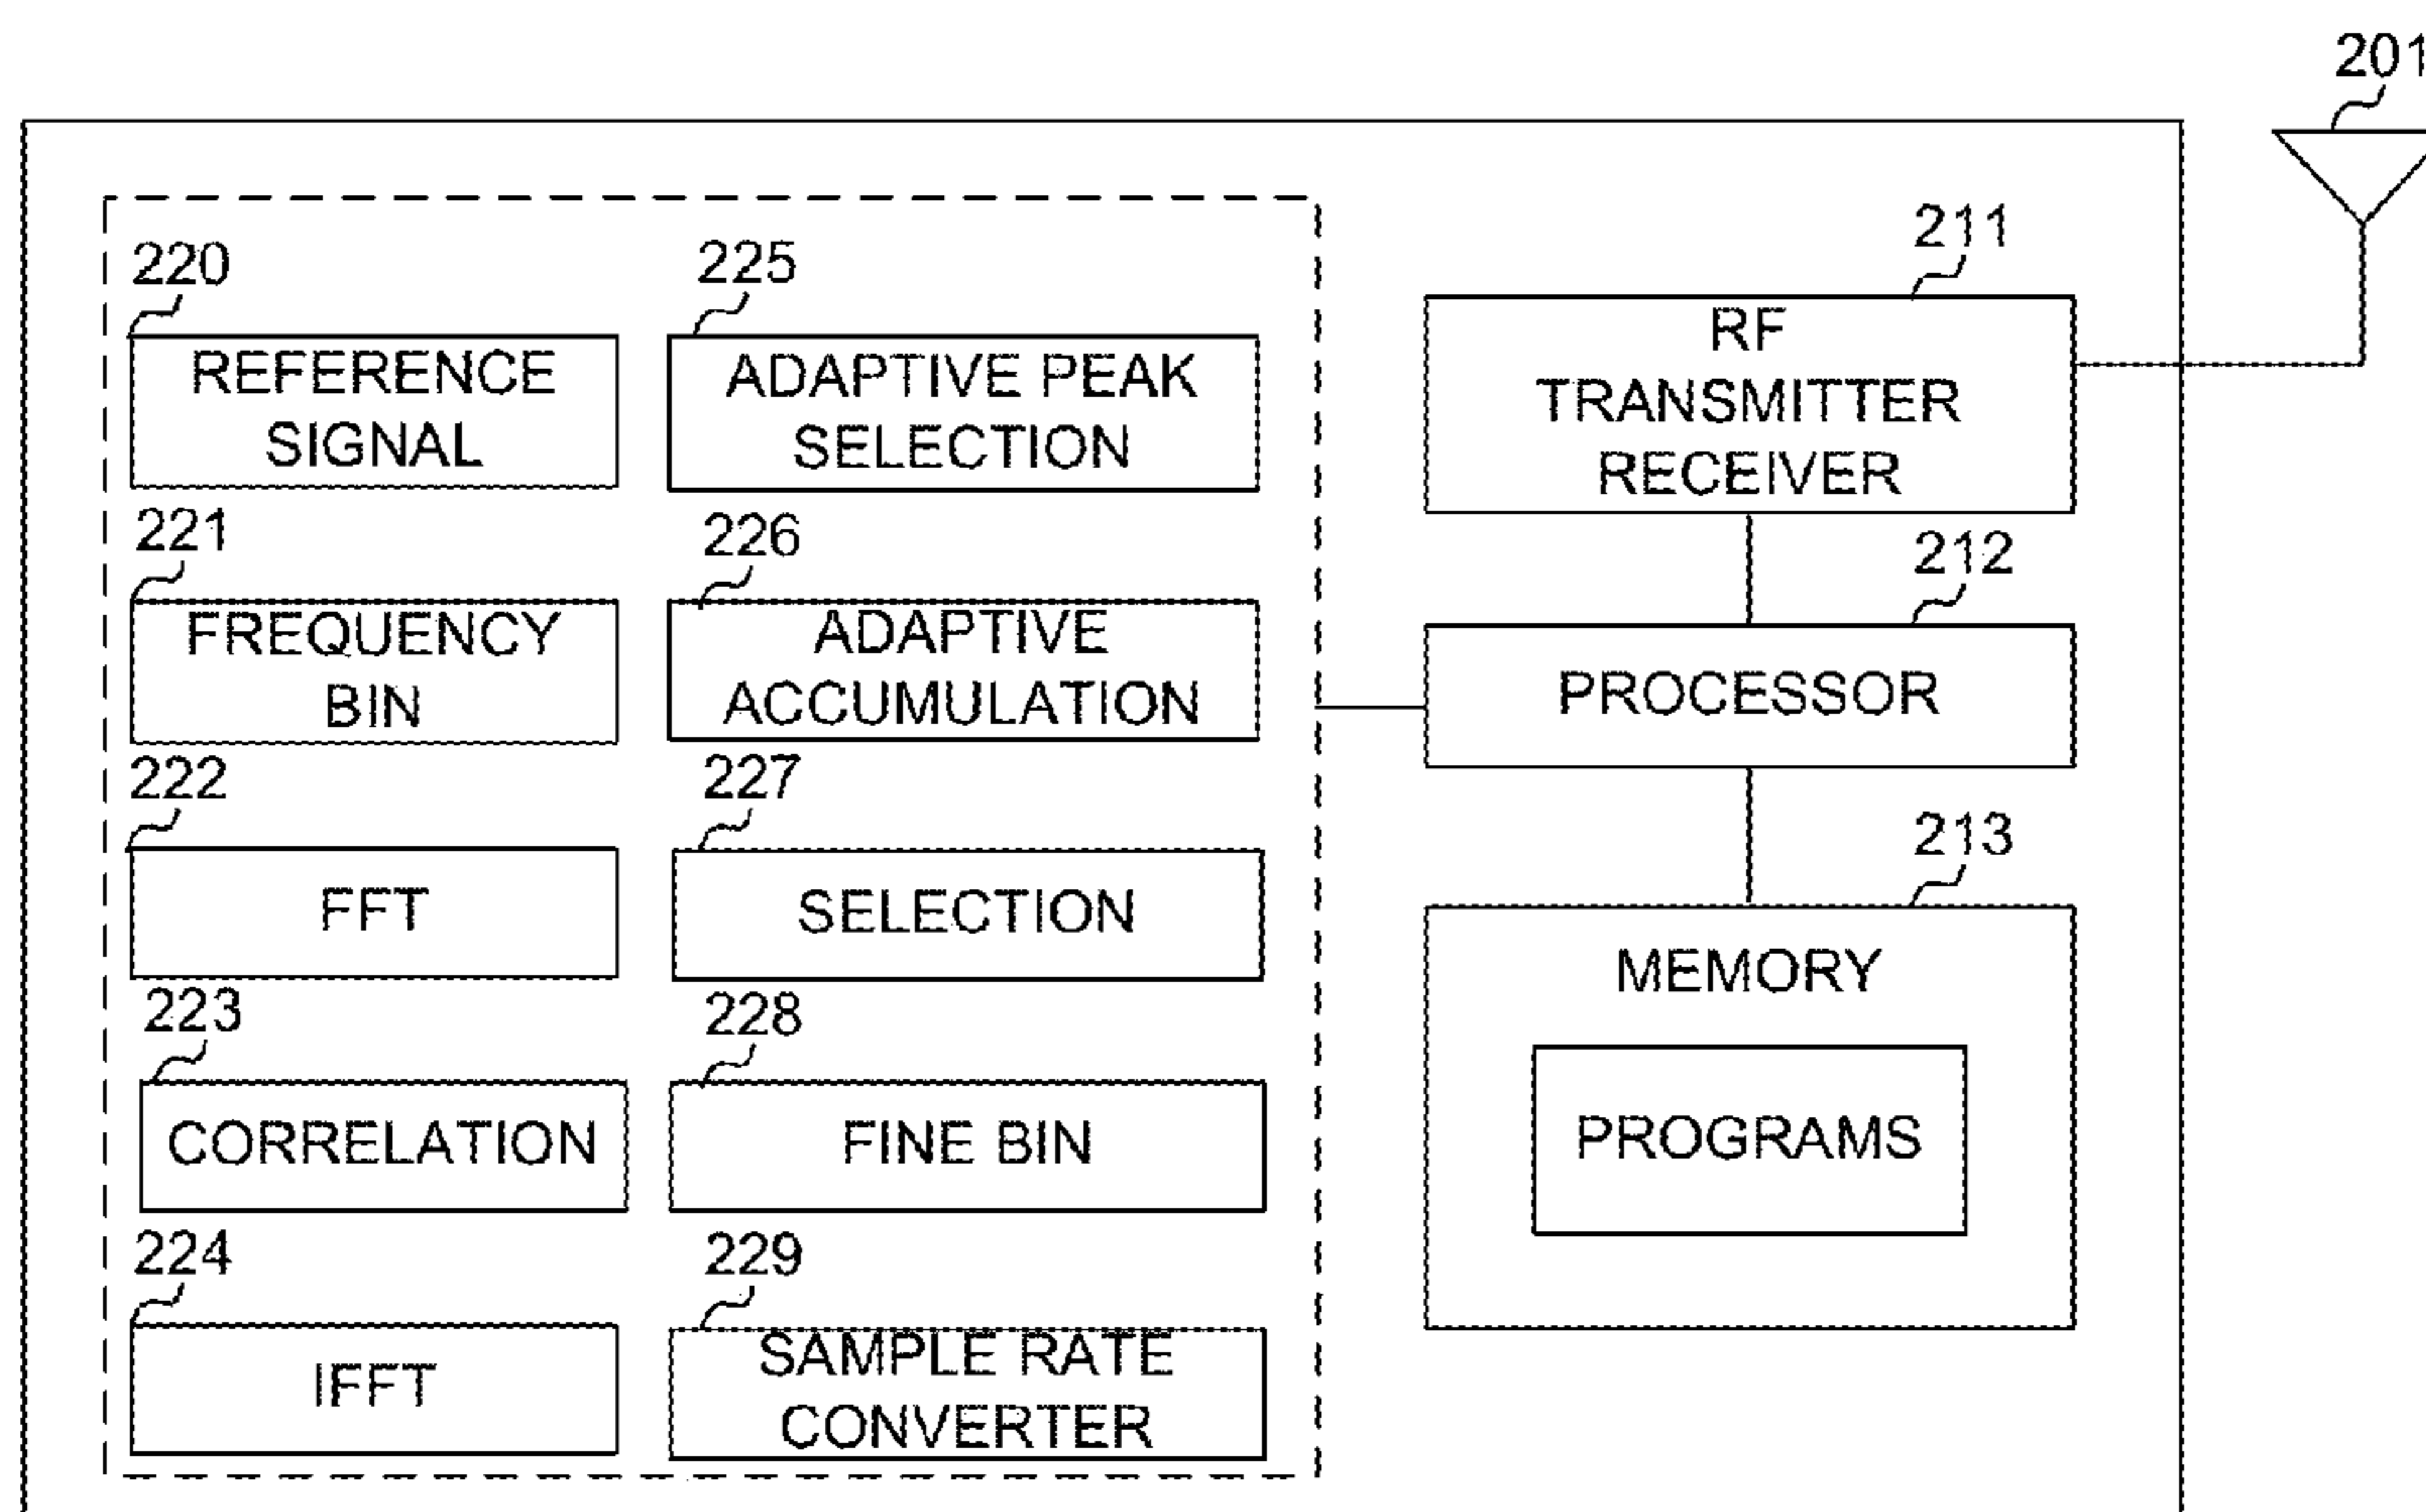 201
220
REFERENCE
SIGNAL
225
ADAPTIVE PEAK
SELECTION
211
RF
TRANSMITTER
RECEIVER
221
FREQUENCY
BIN
226
ADAPTIVE
ACCUMULATION
212
PROCESSOR
222
FFT
227
SELECTION
213
MEMORY
PROGRAMS
223
CORRELATION
228
FINE BIN
224
IFFT
229
SAMPLE RATE
CONVERTER